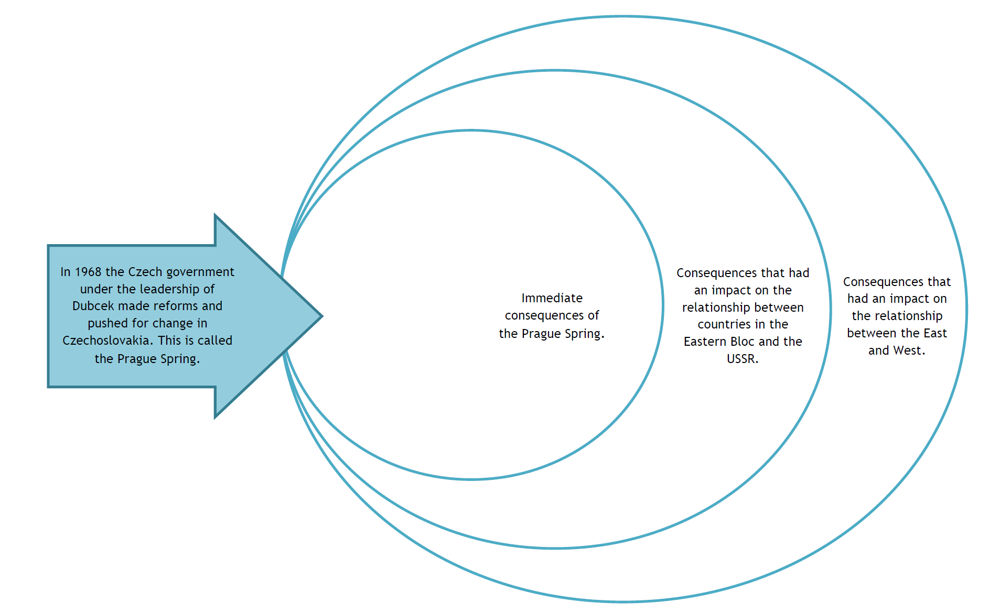 In 1968 the Czech government
under the leadership of
Dubcek made reforms and
pushed for change in
Czechoslovakia. This is called
the Prague Spring.
Immediate
consequences of
the Prague Spring.
Consequences that had
an impact on the
relationship between
countries in the
Eastern Bloc and the
USSR.
Consequences that
had an impact on
the relationship
between the East
and West.